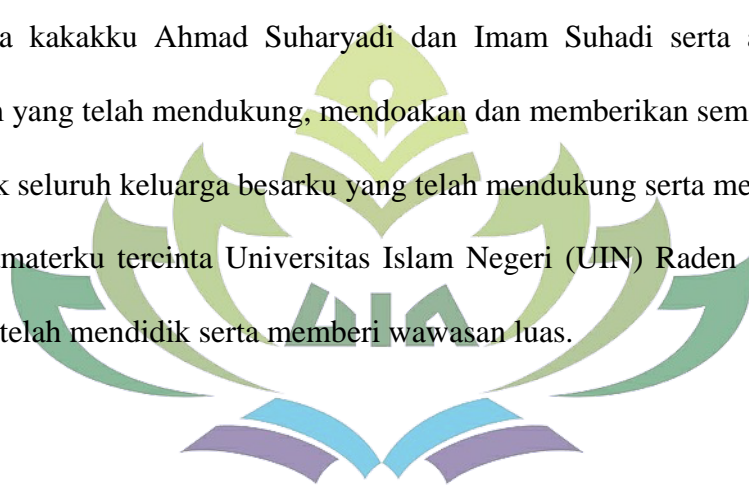 a kakakku Ahmad Suharyadi dan Imam Suhadi serta
yang telah mendukung, mendoakan dan memberikan sem
k seluruh keluarga besarku yang telah mendukung serta me
materku tercinta Universitas Islam Negeri (UIN) Raden
telah mendidik serta memberi wawasan luas.
UIN